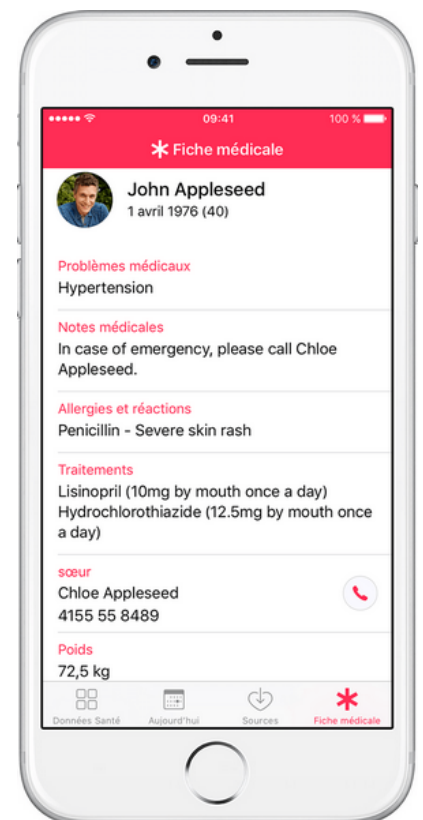 09:41 100 %
Fiche médicale
John Appleseed
1 avril 1976 (40)
Problèmes médicaux
Hypertension
Notes médicales
In case of emergency, please call Chloe
Appleseed.
Allergies et réactions
Penicillin - Severe skin rash
Traitements
Lisinopril (10mg by mouth once a day)
Hydrochlorothiazide (12.5mg by mouth once
a day)
sœur
Chloe Appleseed
4155 55 8489
Poids
72,5 kg
Données Santé Aujourd'hui Sources Fiche médicale